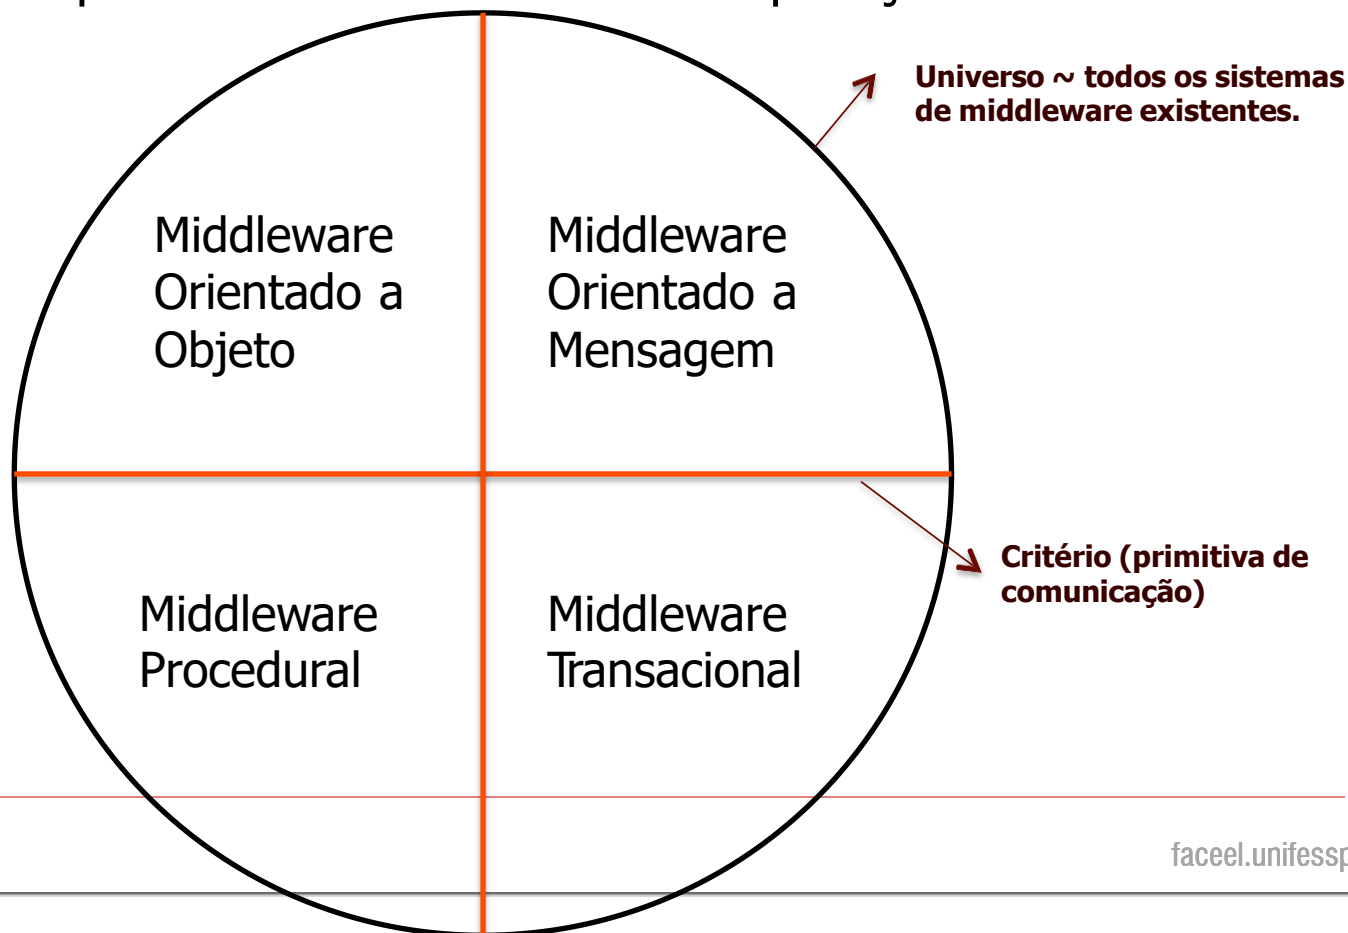 Universo ~ todos os sistemas
de middleware existentes.
Middleware
Orientado a
Objeto
Middleware
Orientado a
Mensagem
Critério (primitiva de
comunicação)
Middleware
Procedural
Middleware
Transacional
faceel.unifessp